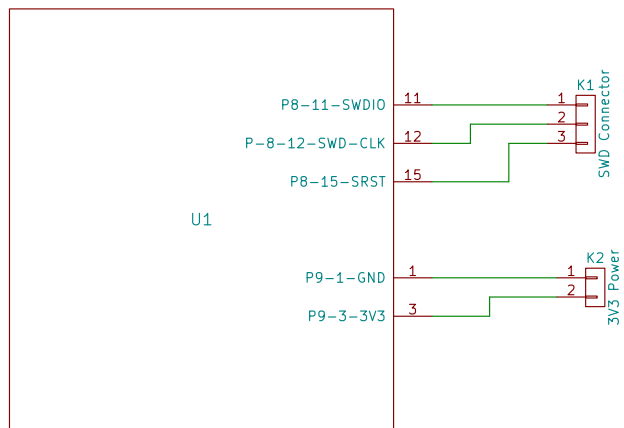 K1
P8-11-SWDIO 11 1
2
P-8-12-SWD-CLK 12 3
SWD Connector
P8-15-SRST 15
U1
K2
P9-1-GND 1 1
2
P9-3-3V3 3
3V3 Power